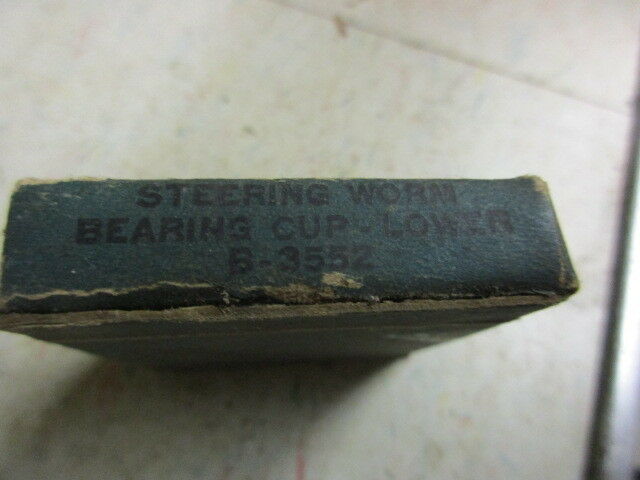 STEERING WORM
BEARING CUP - LOWER
B-3552